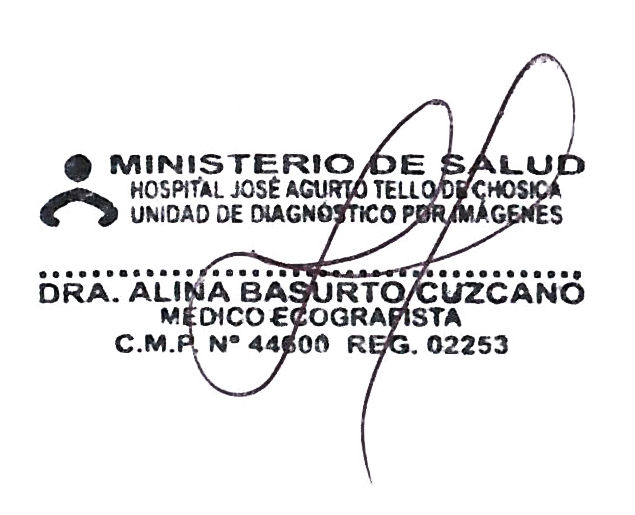 MINISTERIO DE SALUD
HOSPITAL JOSÉ AGURTO TELLO DE CHOSICA
UNIDAD DE DIAGNÓSTICO POR IMÁGENES
DRA. ALINA BASURTO CUZCANO
MÉDICO ECOGRAFISTA
C.M.P. Nº 44600 REG. 02253